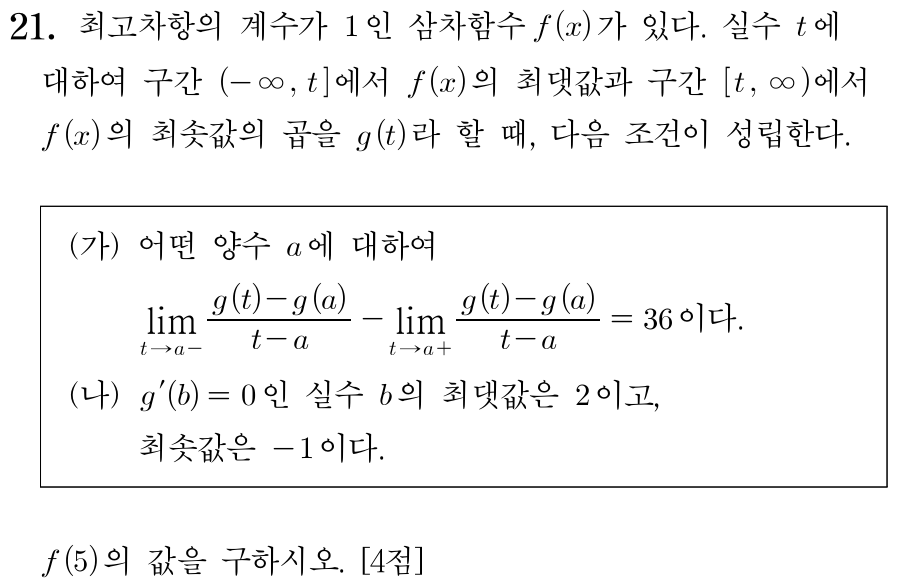 21. 최고차항의 계수가 1인 삼차함수 f(x)가 있다. 실수 t에
대하여 구간 (−∞, t]에서 f(x)의 최댓값과 구간 [t, ∞)에서
f(x)의 최솟값의 곱을 g(t)라 할 때, 다음 조건이 성립한다.
(가) 어떤 양수 a에 대하여
lim_{t→a−} \frac{g(t)−g(a)}{t−a} − lim_{t→a+} \frac{g(t)−g(a)}{t−a} = 36이다.
(나) g′(b) = 0인 실수 b의 최댓값은 2이고,
최솟값은 −1이다.
f(5)의 값을 구하시오. [4점]